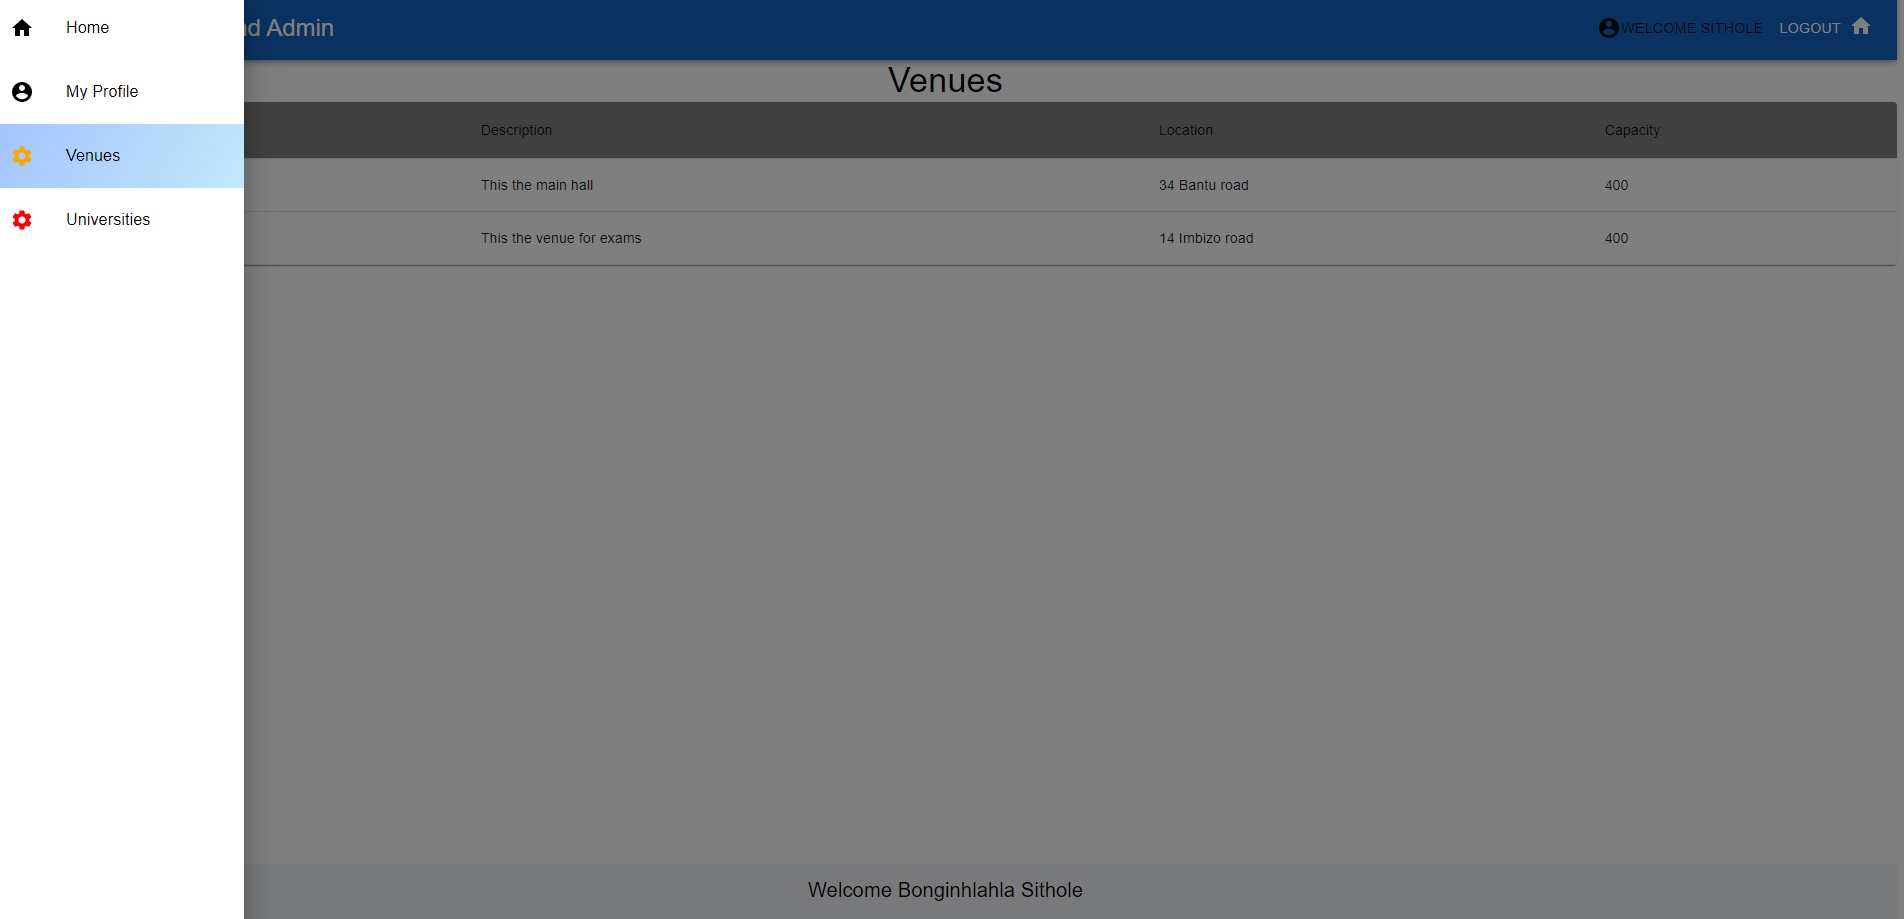 Home
My Profile
Venues
Universities
Admin
WELCOME SITHOLE
LOGOUT
Venues
Description Location Capacity
This the main hall 34 Bantu road 400
This the venue for exams 14 Imbizo road 400
Welcome Bonginhlahla Sithole